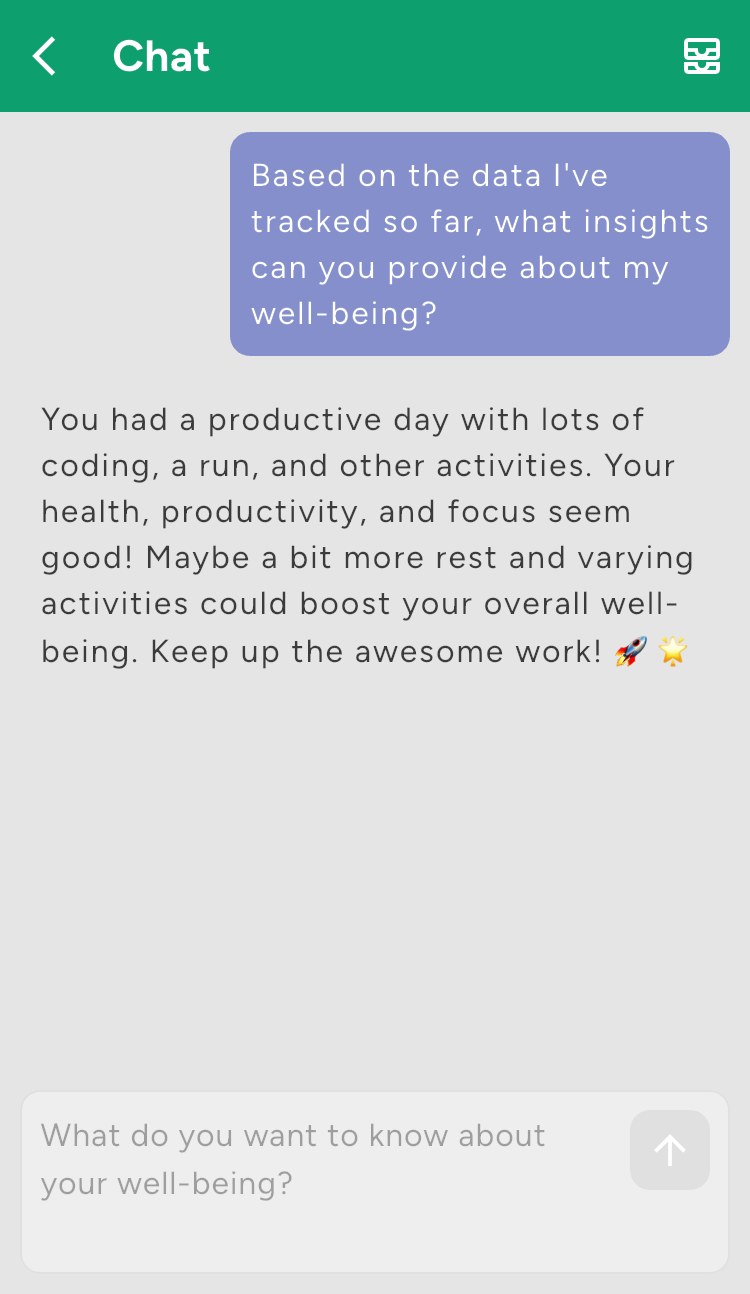 Chat
Based on the data I've
tracked so far, what insights
can you provide about my
well-being?
You had a productive day with lots of
coding, a run, and other activities. Your
health, productivity, and focus seem
good! Maybe a bit more rest and varying
activities could boost your overall well-
being. Keep up the awesome work! 🚀 🌟
What do you want to know about
your well-being?